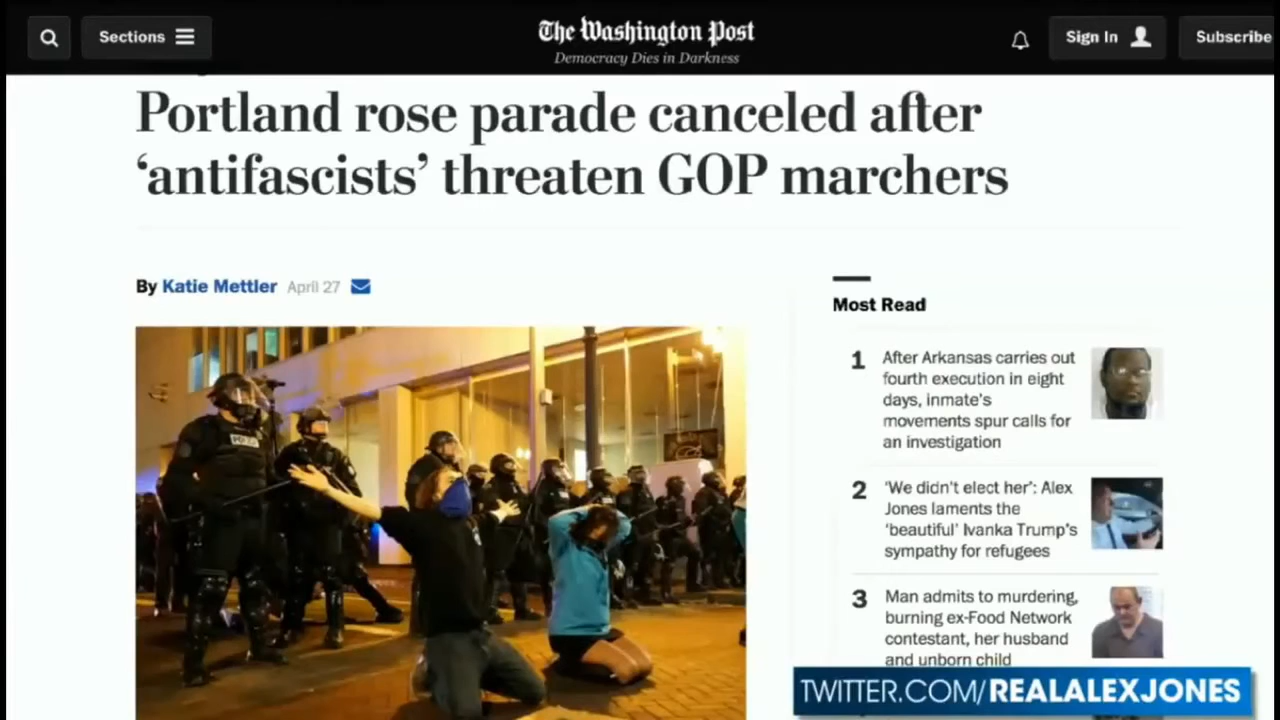 Sections
The Washington Post
Democracy Dies in Darkness
Sign In
Subscribe
Portland rose parade canceled after
‘antifascists’ threaten GOP marchers
By Katie Mettler April 27
Most Read
1
After Arkansas carries out
fourth execution in eight
days, inmate’s
movements spur calls for
an investigation
2
‘We didn’t elect her’: Alex
Jones laments the
‘beautiful’ Ivanka Trump’s
sympathy for refugees
3
Man admits to murdering,
burning ex-Food Network
contestant, her husband
and unborn child
TWITTER.COM/REALALEXJONES